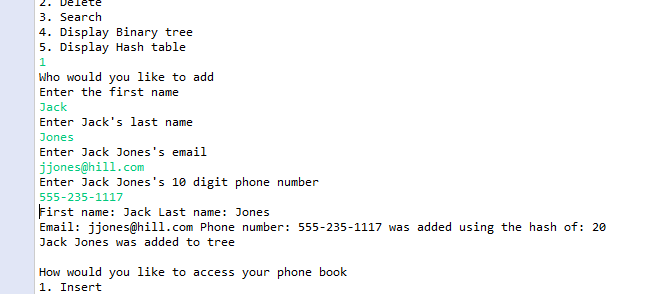 2. Delete
3. Search
4. Display Binary tree
5. Display Hash table
1
Who would you like to add
Enter the first name
Jack
Enter Jack's last name
Jones
Enter Jack Jones's email
jjones@hill.com
Enter Jack Jones's 10 digit phone number
555-235-1117
First name: Jack Last name: Jones
Email: jjones@hill.com Phone number: 555-235-1117 was added using the hash of: 20
Jack Jones was added to tree
How would you like to access your phone book
1. Insert